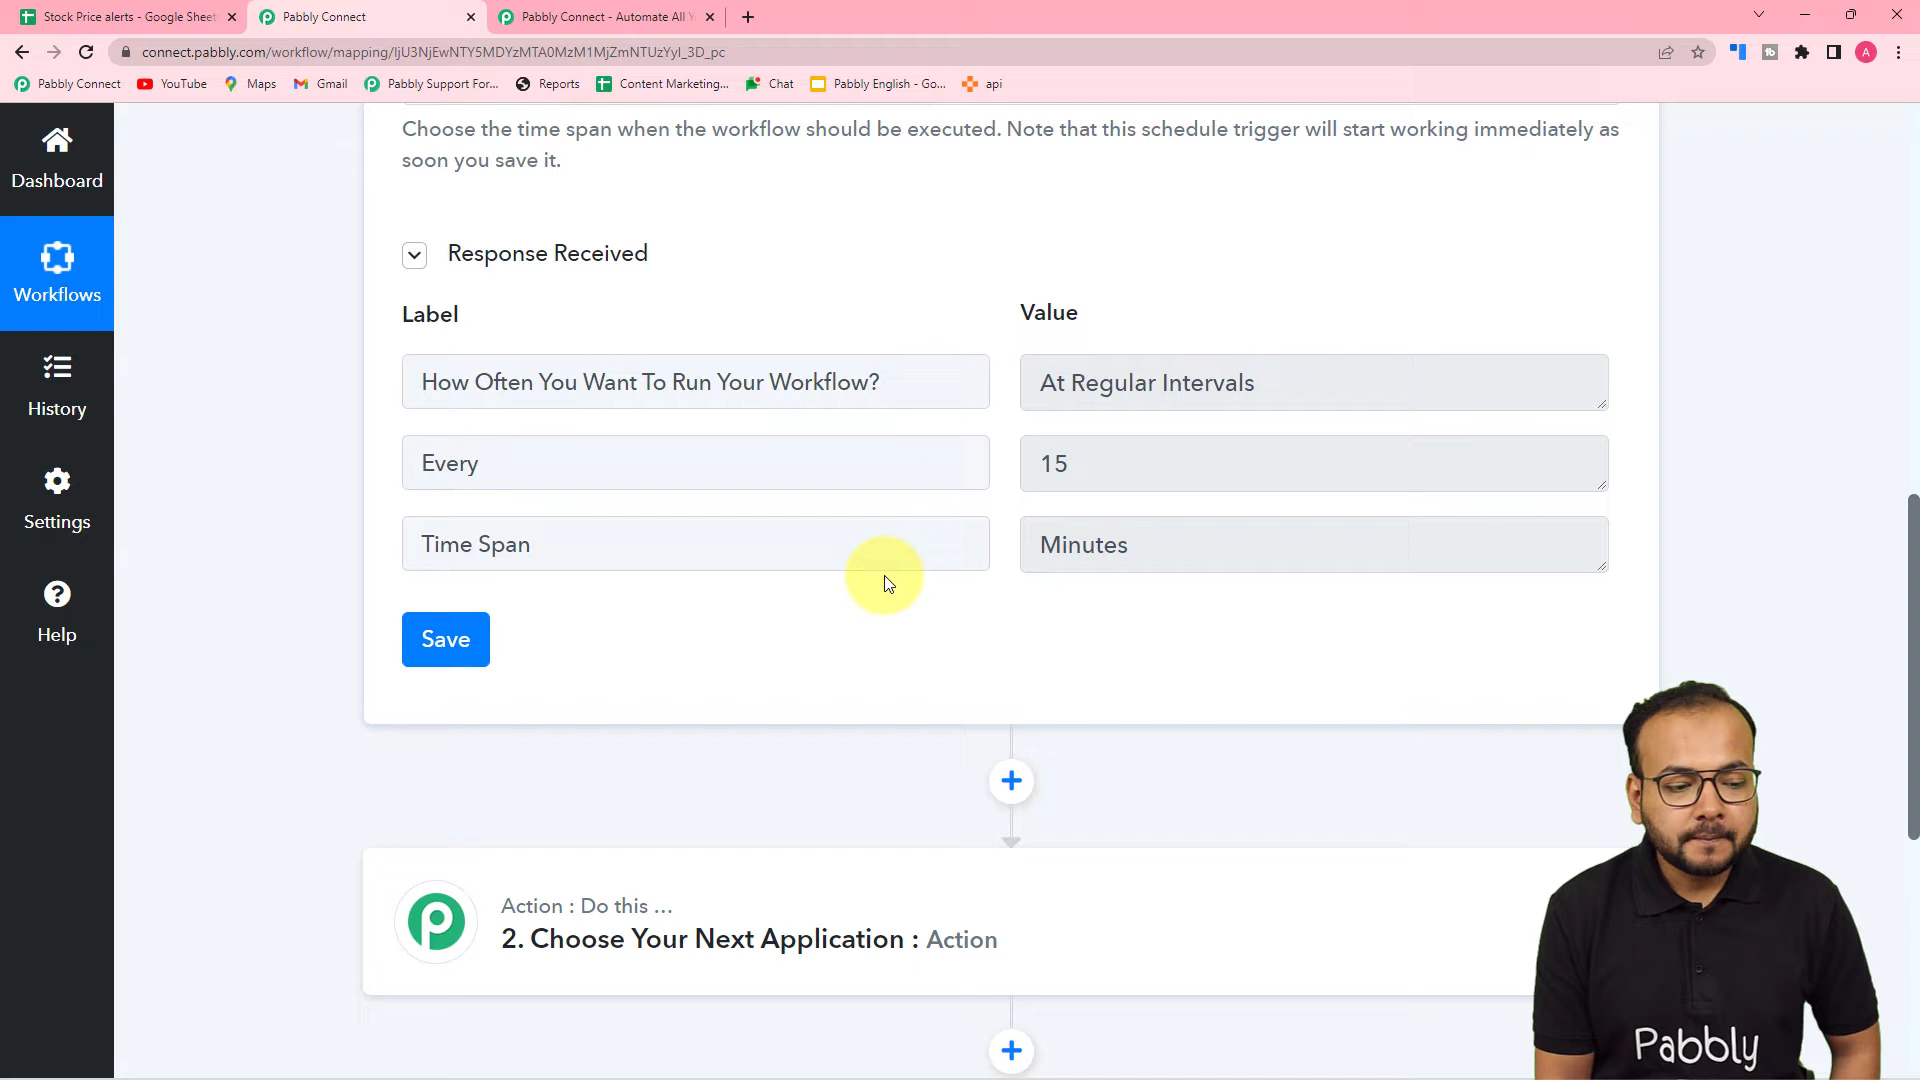 Stock Price alerts - Google Sheet
Pabbly Connect
Pabbly Connect - Automate All Y
connect.pabbly.com/workflow/mapping/IjU3NjEwNTY5MDYzMTA0MzM1MjZmNTUzYyI_3D_pc
A
Pabbly Connect
YouTube
Maps
Gmail
Pabbly Support For...
Reports
Content Marketing...
Chat
Pabbly English - Go...
api
Dashboard
Workflows
History
Settings
Help
Choose the time span when the workflow should be executed. Note that this schedule trigger will start working immediately as
soon you save it.
Response Received
Label
Value
How Often You Want To Run Your Workflow?
At Regular Intervals
Every
15
Time Span
Minutes
Save
Action : Do this ...
2. Choose Your Next Application : Action
Pabbly